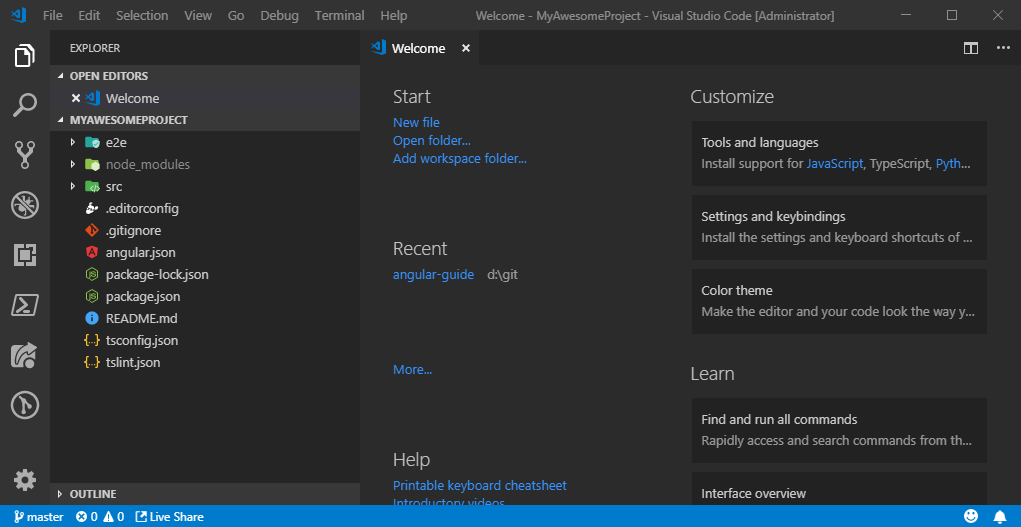 File Edit Selection View Go Debug Terminal Help Welcome - MyAwesomeProject - Visual Studio Code [Administrator]
EXPLORER
OPEN EDITORS
Welcome
MYAWESOMEPROJECT
e2e
node_modules
src
.editorconfig
.gitignore
angular.json
package-lock.json
package.json
README.md
tsconfig.json
tslint.json
OUTLINE
Welcome
Start
New file
Open folder...
Add workspace folder...
Recent
angular-guide d:\git
More...
Help
Printable keyboard cheatsheet
Introductory videos
Customize
Tools and languages
Install support for JavaScript, TypeScript, Pyth...
Settings and keybindings
Install the settings and keyboard shortcuts of ...
Color theme
Make the editor and your code look the way y...
Learn
Find and run all commands
Rapidly access and search commands from th...
Interface overview
master 0 0 Live Share